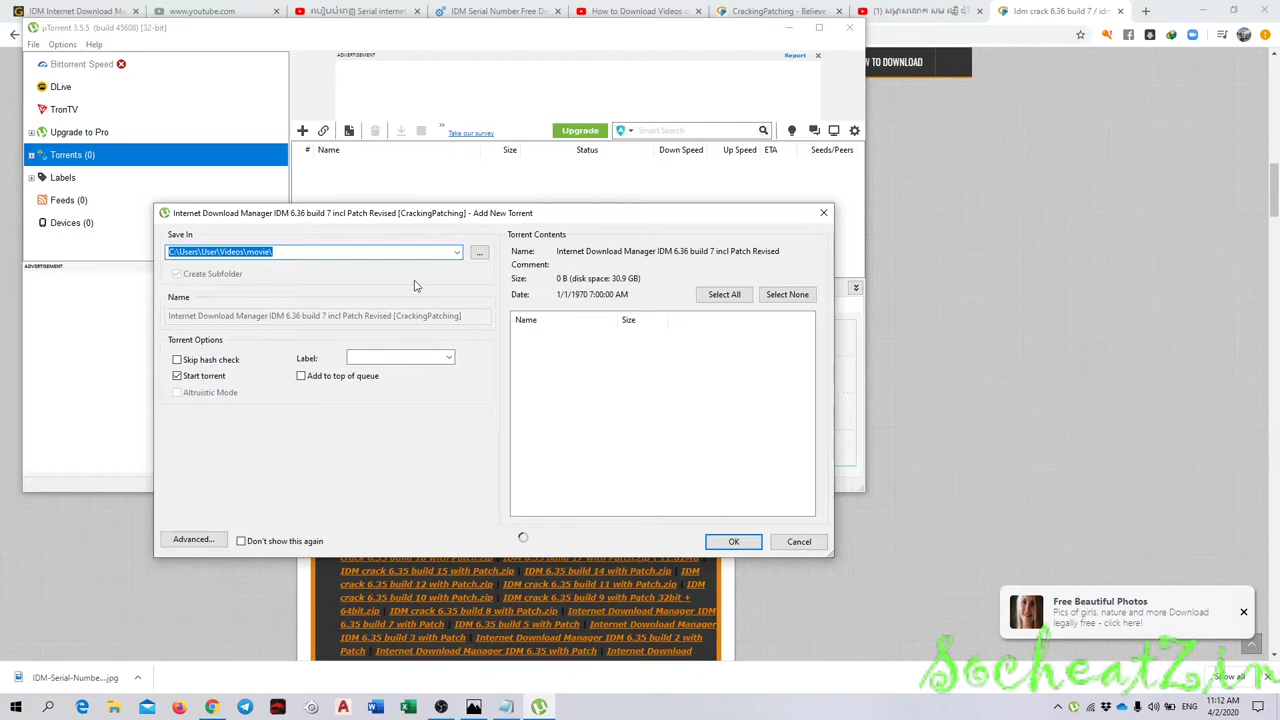 IDM Internet Download Ma
www.youtube.com
IDM Serial Number Free Do
How to Download Videos o
CrackingPatching - Believe
Idm crack 6.36 build 7 / idm
µTorrent 3.5.5 (build 45608) [32-bit]
File Options Help
ADVERTISEMENT
Report
W TO DOWNLOAD
Bittorrent Speed
DLive
TronTV
Upgrade to Pro
Take our survey
Upgrade
Smart Search
Torrents (0)
# Name Size Status Down Speed Up Speed ETA Seeds/Peers
Labels
Feeds (0)
Devices (0)
ADVERTISEMENT
Internet Download Manager IDM 6.36 build 7 incl Patch Revised [CrackingPatching] - Add New Torrent
Save In
C:\Users\User\Videos\movie\
...
Create Subfolder
Name
Internet Download Manager IDM 6.36 build 7 incl Patch Revised [CrackingPatching]
Torrent Options
Skip hash check
Label:
Start torrent
Add to top of queue
Altruistic Mode
Torrent Contents
Name: Internet Download Manager IDM 6.36 build 7 incl Patch Revised
Comment:
Size: 0 B (disk space: 30.9 GB)
Date: 1/1/1970 7:00:00 AM
Select All
Select None
Name Size
Advanced...
Don't show this again
OK
Cancel
IDM crack 6.35 build 15 with Patch.zip | IDM 6.35 build 14 with Patch.zip |
IDM crack 6.35 build 12 with Patch.zip | IDM crack 6.35 build 11 with Patch.zip | IDM
crack 6.35 build 10 with Patch.zip | IDM crack 6.35 build 9 with Patch 32bit +
64bit.zip | IDM crack 6.35 build 8 with Patch.zip | Internet Download Manager IDM
6.35 build 7 with Patch | IDM 6.35 build 5 with Patch | Internet Download Manager
IDM 6.35 build 3 with Patch | Internet Download Manager IDM 6.35 build 2 with
Patch | Internet Download Manager IDM 6.35 with Patch | Internet Download
Free Beautiful Photos
Pics of girls, nature and more Download
legally free - click here!
SocheatZin
IDM-Serial-Numbe....jpg
Show all
ENG
11:12 AM
4/2/2020